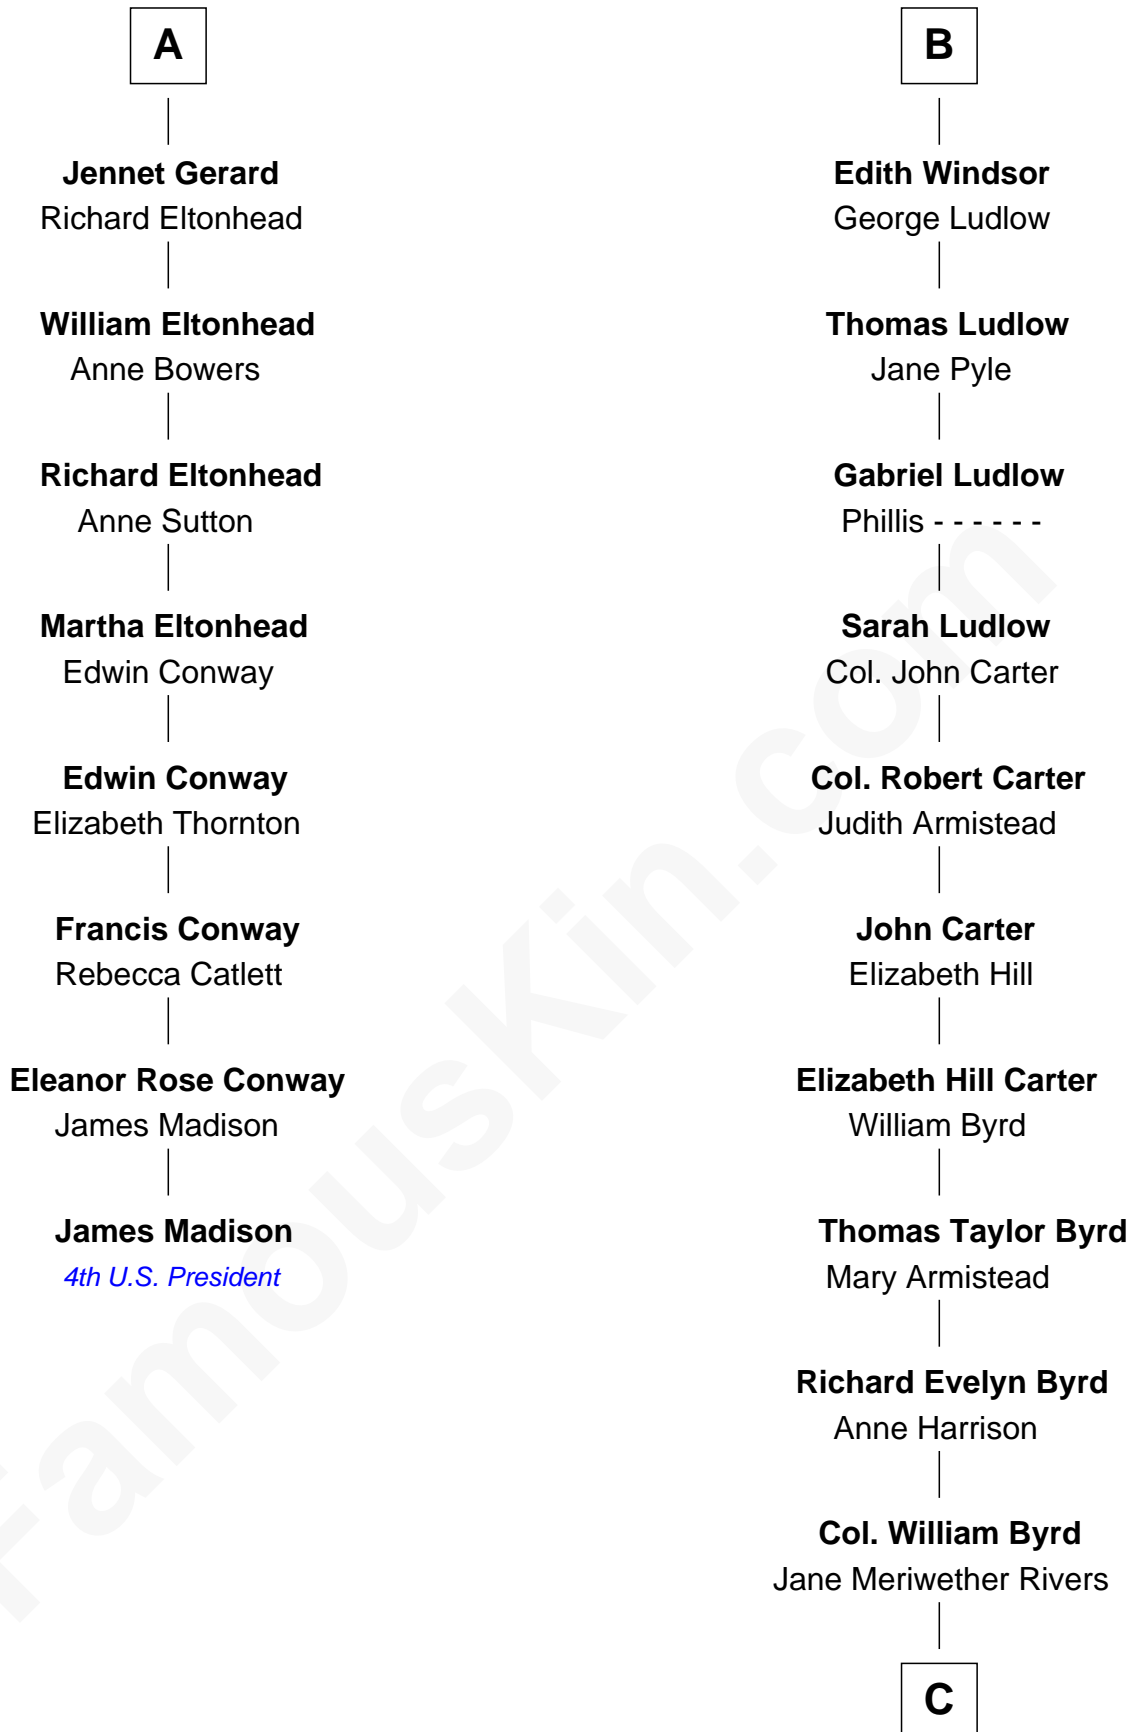 A
Jennet Gerard
Richard Eltonhead
William Eltonhead
Anne Bowers
Richard Eltonhead
Anne Sutton
Martha Eltonhead
Edwin Conway
Edwin Conway
Elizabeth Thornton
Francis Conway
Rebecca Catlett
Eleanor Rose Conway
James Madison
James Madison
4th U.S. President
B
Edith Windsor
George Ludlow
Thomas Ludlow
Jane Pyle
Gabriel Ludlow
Phillis - - - - - -
Sarah Ludlow
Col. John Carter
Col. Robert Carter
Judith Armistead
John Carter
Elizabeth Hill
Elizabeth Hill Carter
William Byrd
Thomas Taylor Byrd
Mary Armistead
Richard Evelyn Byrd
Anne Harrison
Col. William Byrd
Jane Meriwether Rivers
C
FamousKin.com